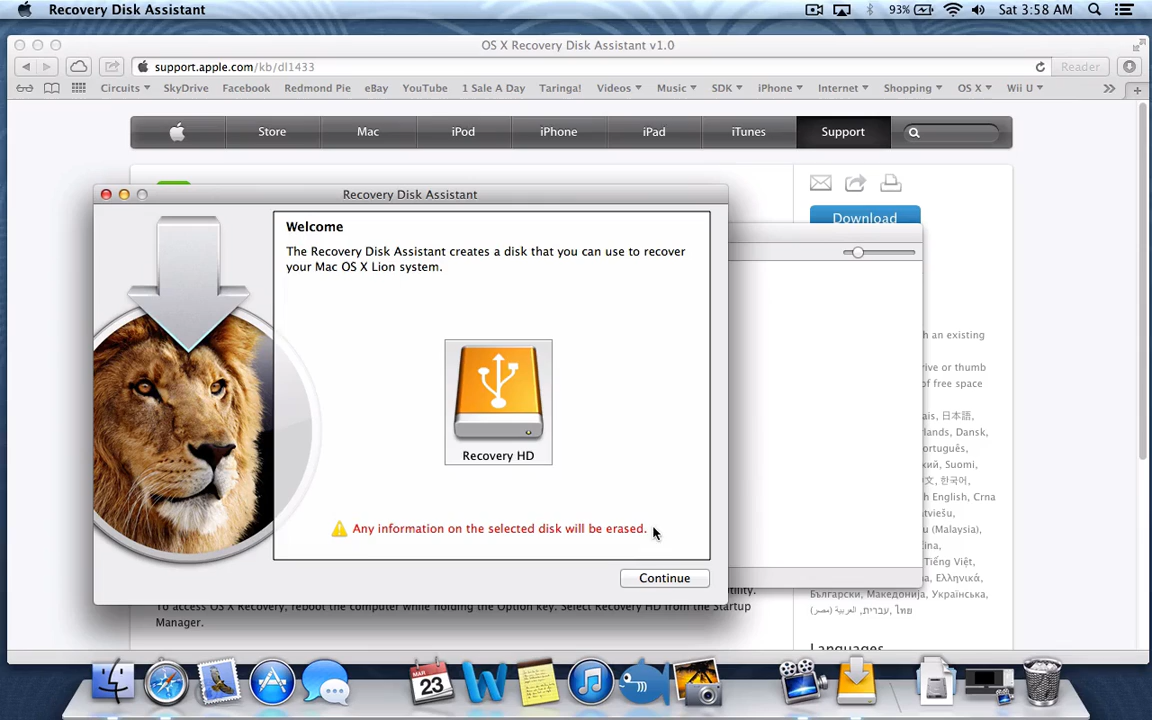 Recovery Disk Assistant
93%
Sat 3:58 AM
OS X Recovery Disk Assistant v1.0
support.apple.com/kb/dl1433
Reader
Circuits SkyDrive Facebook Redmond Pie eBay YouTube 1 Sale A Day Taringa! Videos Music SDK iPhone Internet Shopping OS X Wii U
Store Mac iPod iPhone iPad iTunes Support
Download
Recovery Disk Assistant
Welcome
The Recovery Disk Assistant creates a disk that you can use to recover
your Mac OS X Lion system.
Recovery HD
Any information on the selected disk will be erased.
Continue
h an existing
rive or thumb
of free space
ais, 日本語,
rlands, Dansk,
ortuguês,
кий, Suomi,
中文, 한국어,
h English, Crna
atviešu,
u (Malaysia),
ina,
Tiếng Việt,
Ελληνικά,
Български, Македонија, Українська,
(مصر) العربية ,עברית, ไทย
tility.
To access OS X Recovery, reboot the computer while holding the Option key. Select Recovery HD from the Startup
Manager.
Languages
MAR
23